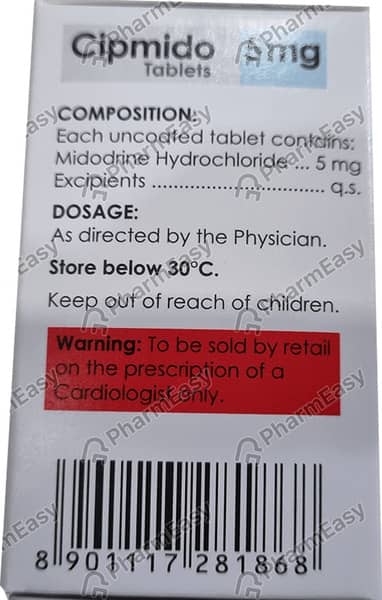 Cipmido 5mg
Tablets
COMPOSITION:
Each uncoated tablet contains:
Midodrine Hydrochloride ... 5 mg
Excipients ................................ q.s.
DOSAGE:
As directed by the Physician.
Store below 30°C.
Keep out of reach of children.
Warning: To be sold by retail
on the prescription of a
Cardiologist only.
8 901117 281868
PharmEasy